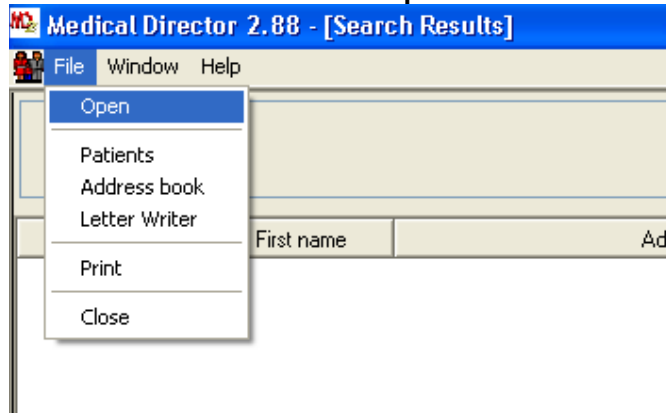 Medical Director 2.88 - [Search Results]
File Window Help
Open
Patients
Address book
Letter Writer
First name Ad
Print
Close